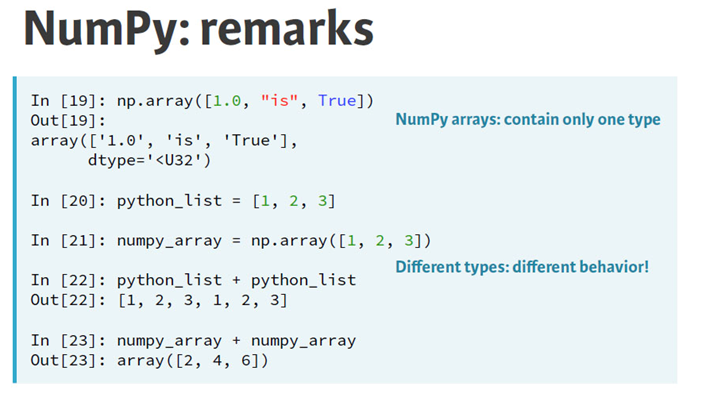 NumPy: remarks
In [19]: np.array([1.0, "is", True])
Out[19]:
NumPy arrays: contain only one type
array(['1.0', 'is', 'True'],
      dtype='<U32')
In [20]: python_list = [1, 2, 3]
In [21]: numpy_array = np.array([1, 2, 3])
Different types: different behavior!
In [22]: python_list + python_list
Out[22]: [1, 2, 3, 1, 2, 3]
In [23]: numpy_array + numpy_array
Out[23]: array([2, 4, 6])